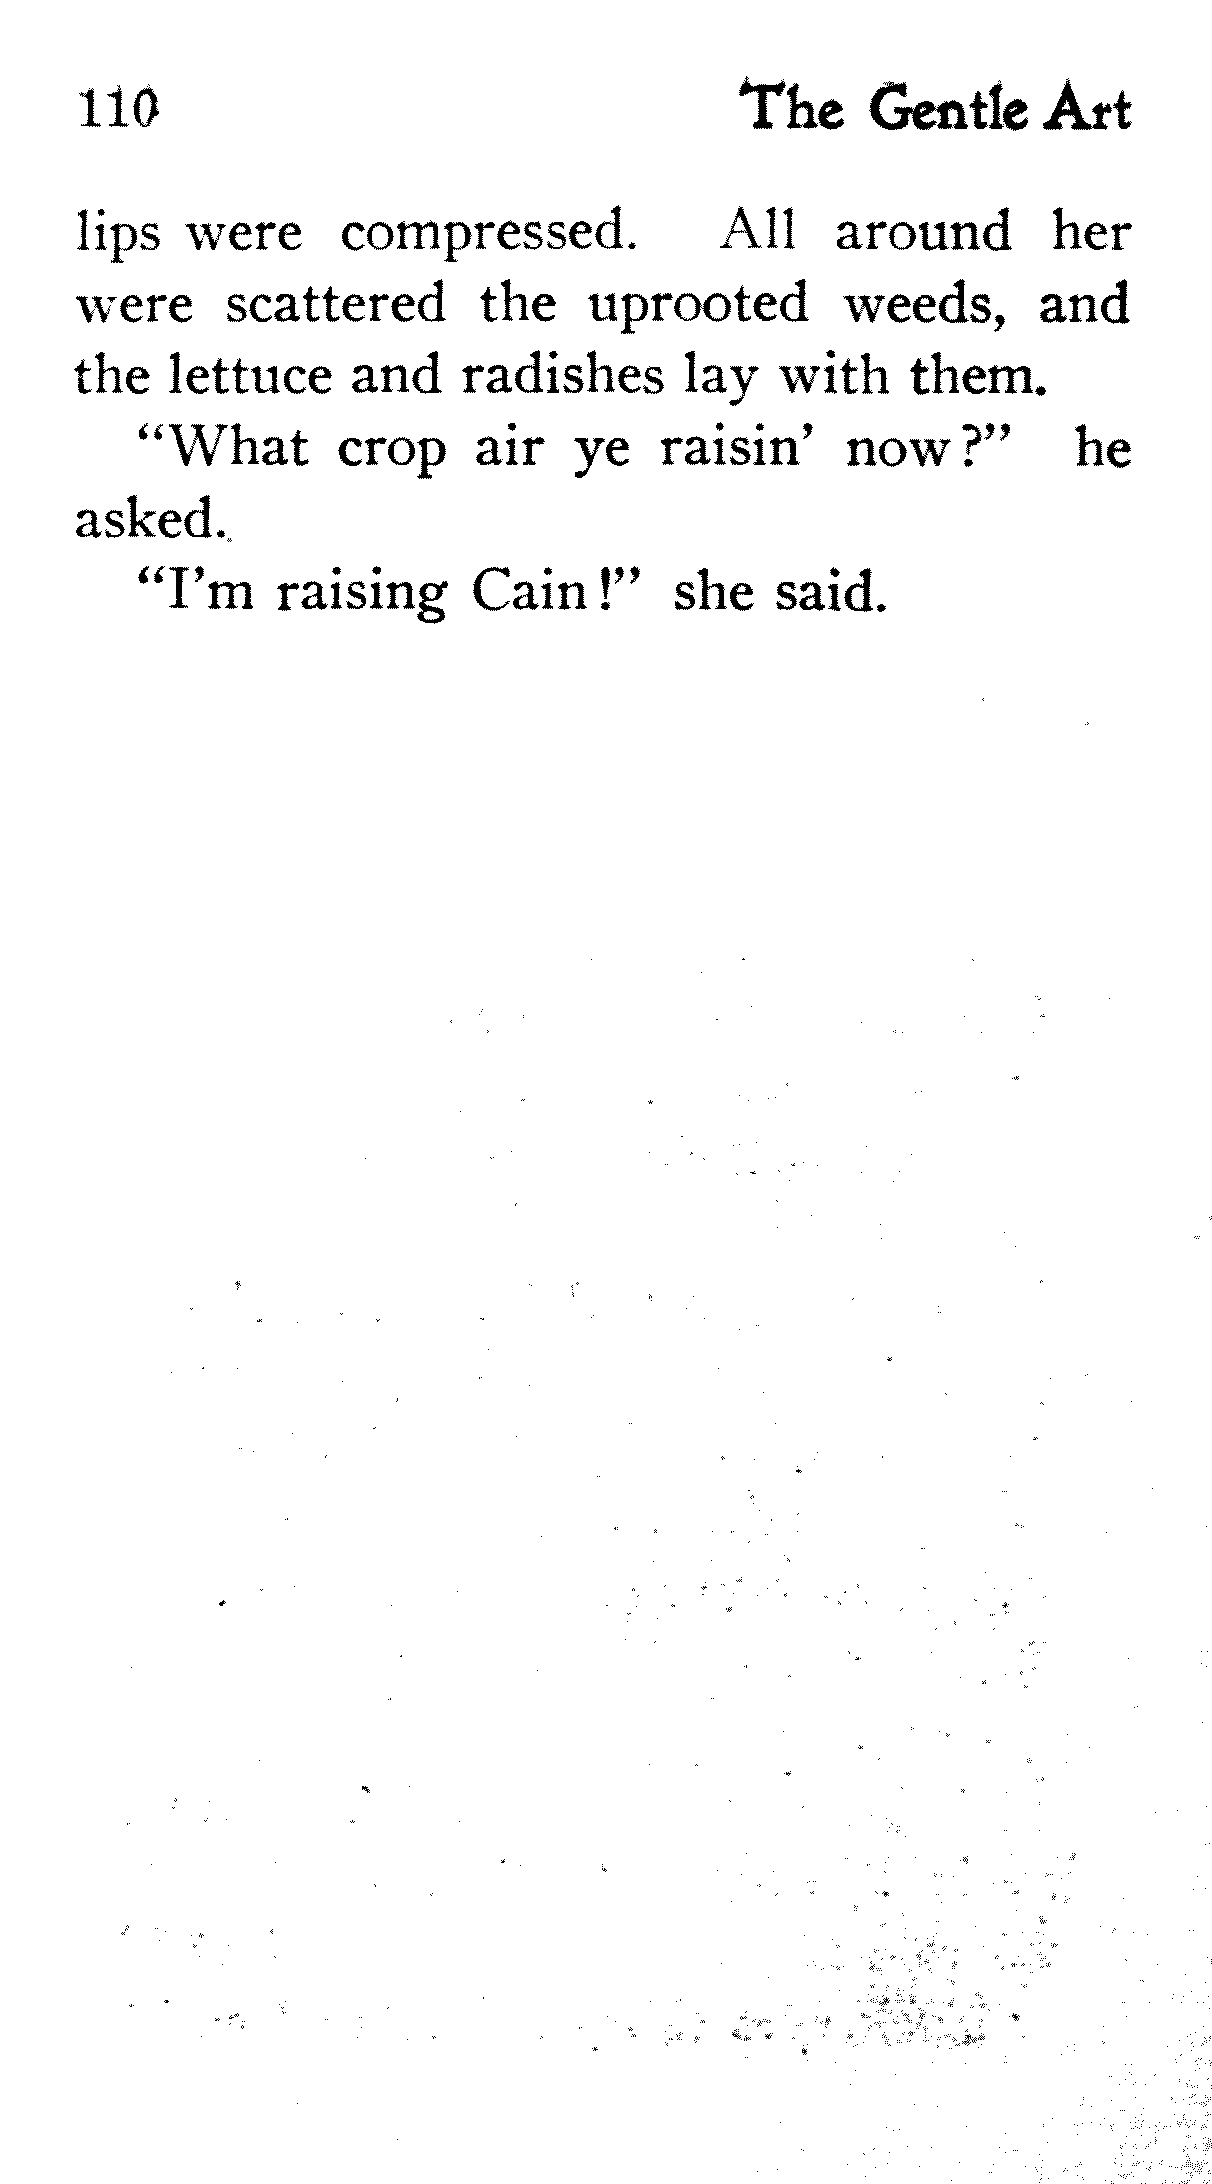 110 The Gentle Art
lips were compressed. All around her
were scattered the uprooted weeds, and
the lettuce and radishes lay with them.
“What crop air ye raisin’ now?” he
asked.
“I’m raising Cain!” she said.